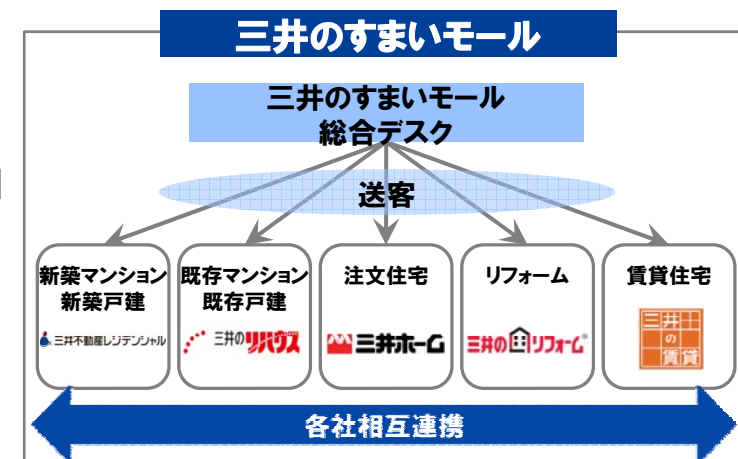 三井のすまいモール
三井のすまいモール
総合デスク
送客
新築マンション
新築戸建
三井不動産レジデンシャル
既存マンション
既存戸建
三井のリハウス
注文住宅
三井ホーム
リフォーム
三井のリフォーム
賃貸住宅
三井
の
賃貸
各社相互連携